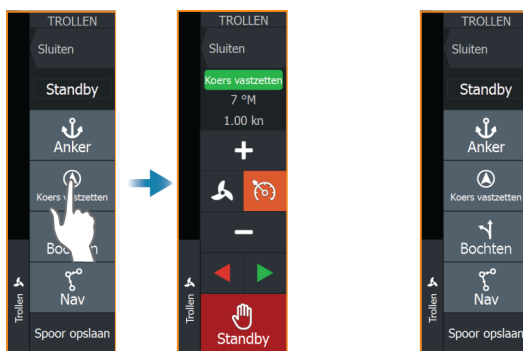 TROLLEN
Sluiten
Standby
Anker
Koers vastzetten
Bochten
Nav
Spoor opslaan
Trollen
TROLLEN
Sluiten
Koers vastzetten
7 °M
1.00 kn
Standby
Trollen
TROLLEN
Sluiten
Standby
Anker
Koers vastzetten
Bochten
Nav
Spoor opslaan
Trollen